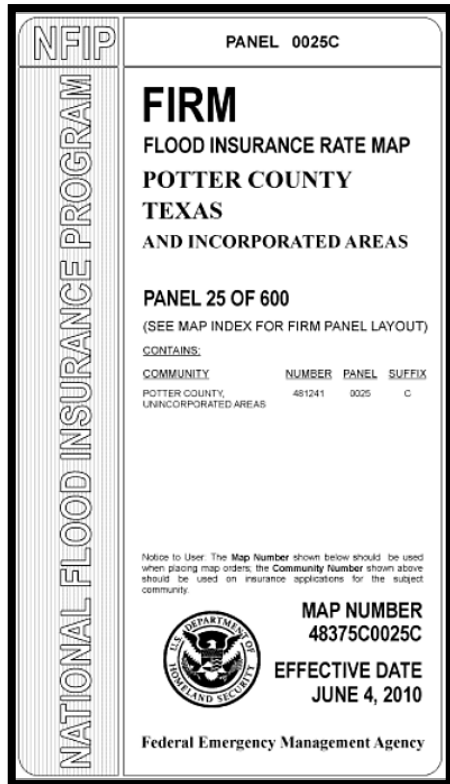 NFIP
PANEL 0025C
NATIONAL FLOOD INSURANCE PROGRAM
FIRM
FLOOD INSURANCE RATE MAP
POTTER COUNTY
TEXAS
AND INCORPORATED AREAS
PANEL 25 OF 600
(SEE MAP INDEX FOR FIRM PANEL LAYOUT)
CONTAINS:
COMMUNITY NUMBER PANEL SUFFIX
POTTER COUNTY, 481241 0025 C
UNINCORPORATED AREAS
Notice to User: The Map Number shown below should be used
when placing map orders; the Community Number shown above
should be used on insurance applications for the subject
community.
U.S. DEPARTMENT OF
HOMELAND SECURITY
MAP NUMBER
48375C0025C
EFFECTIVE DATE
JUNE 4, 2010
Federal Emergency Management Agency